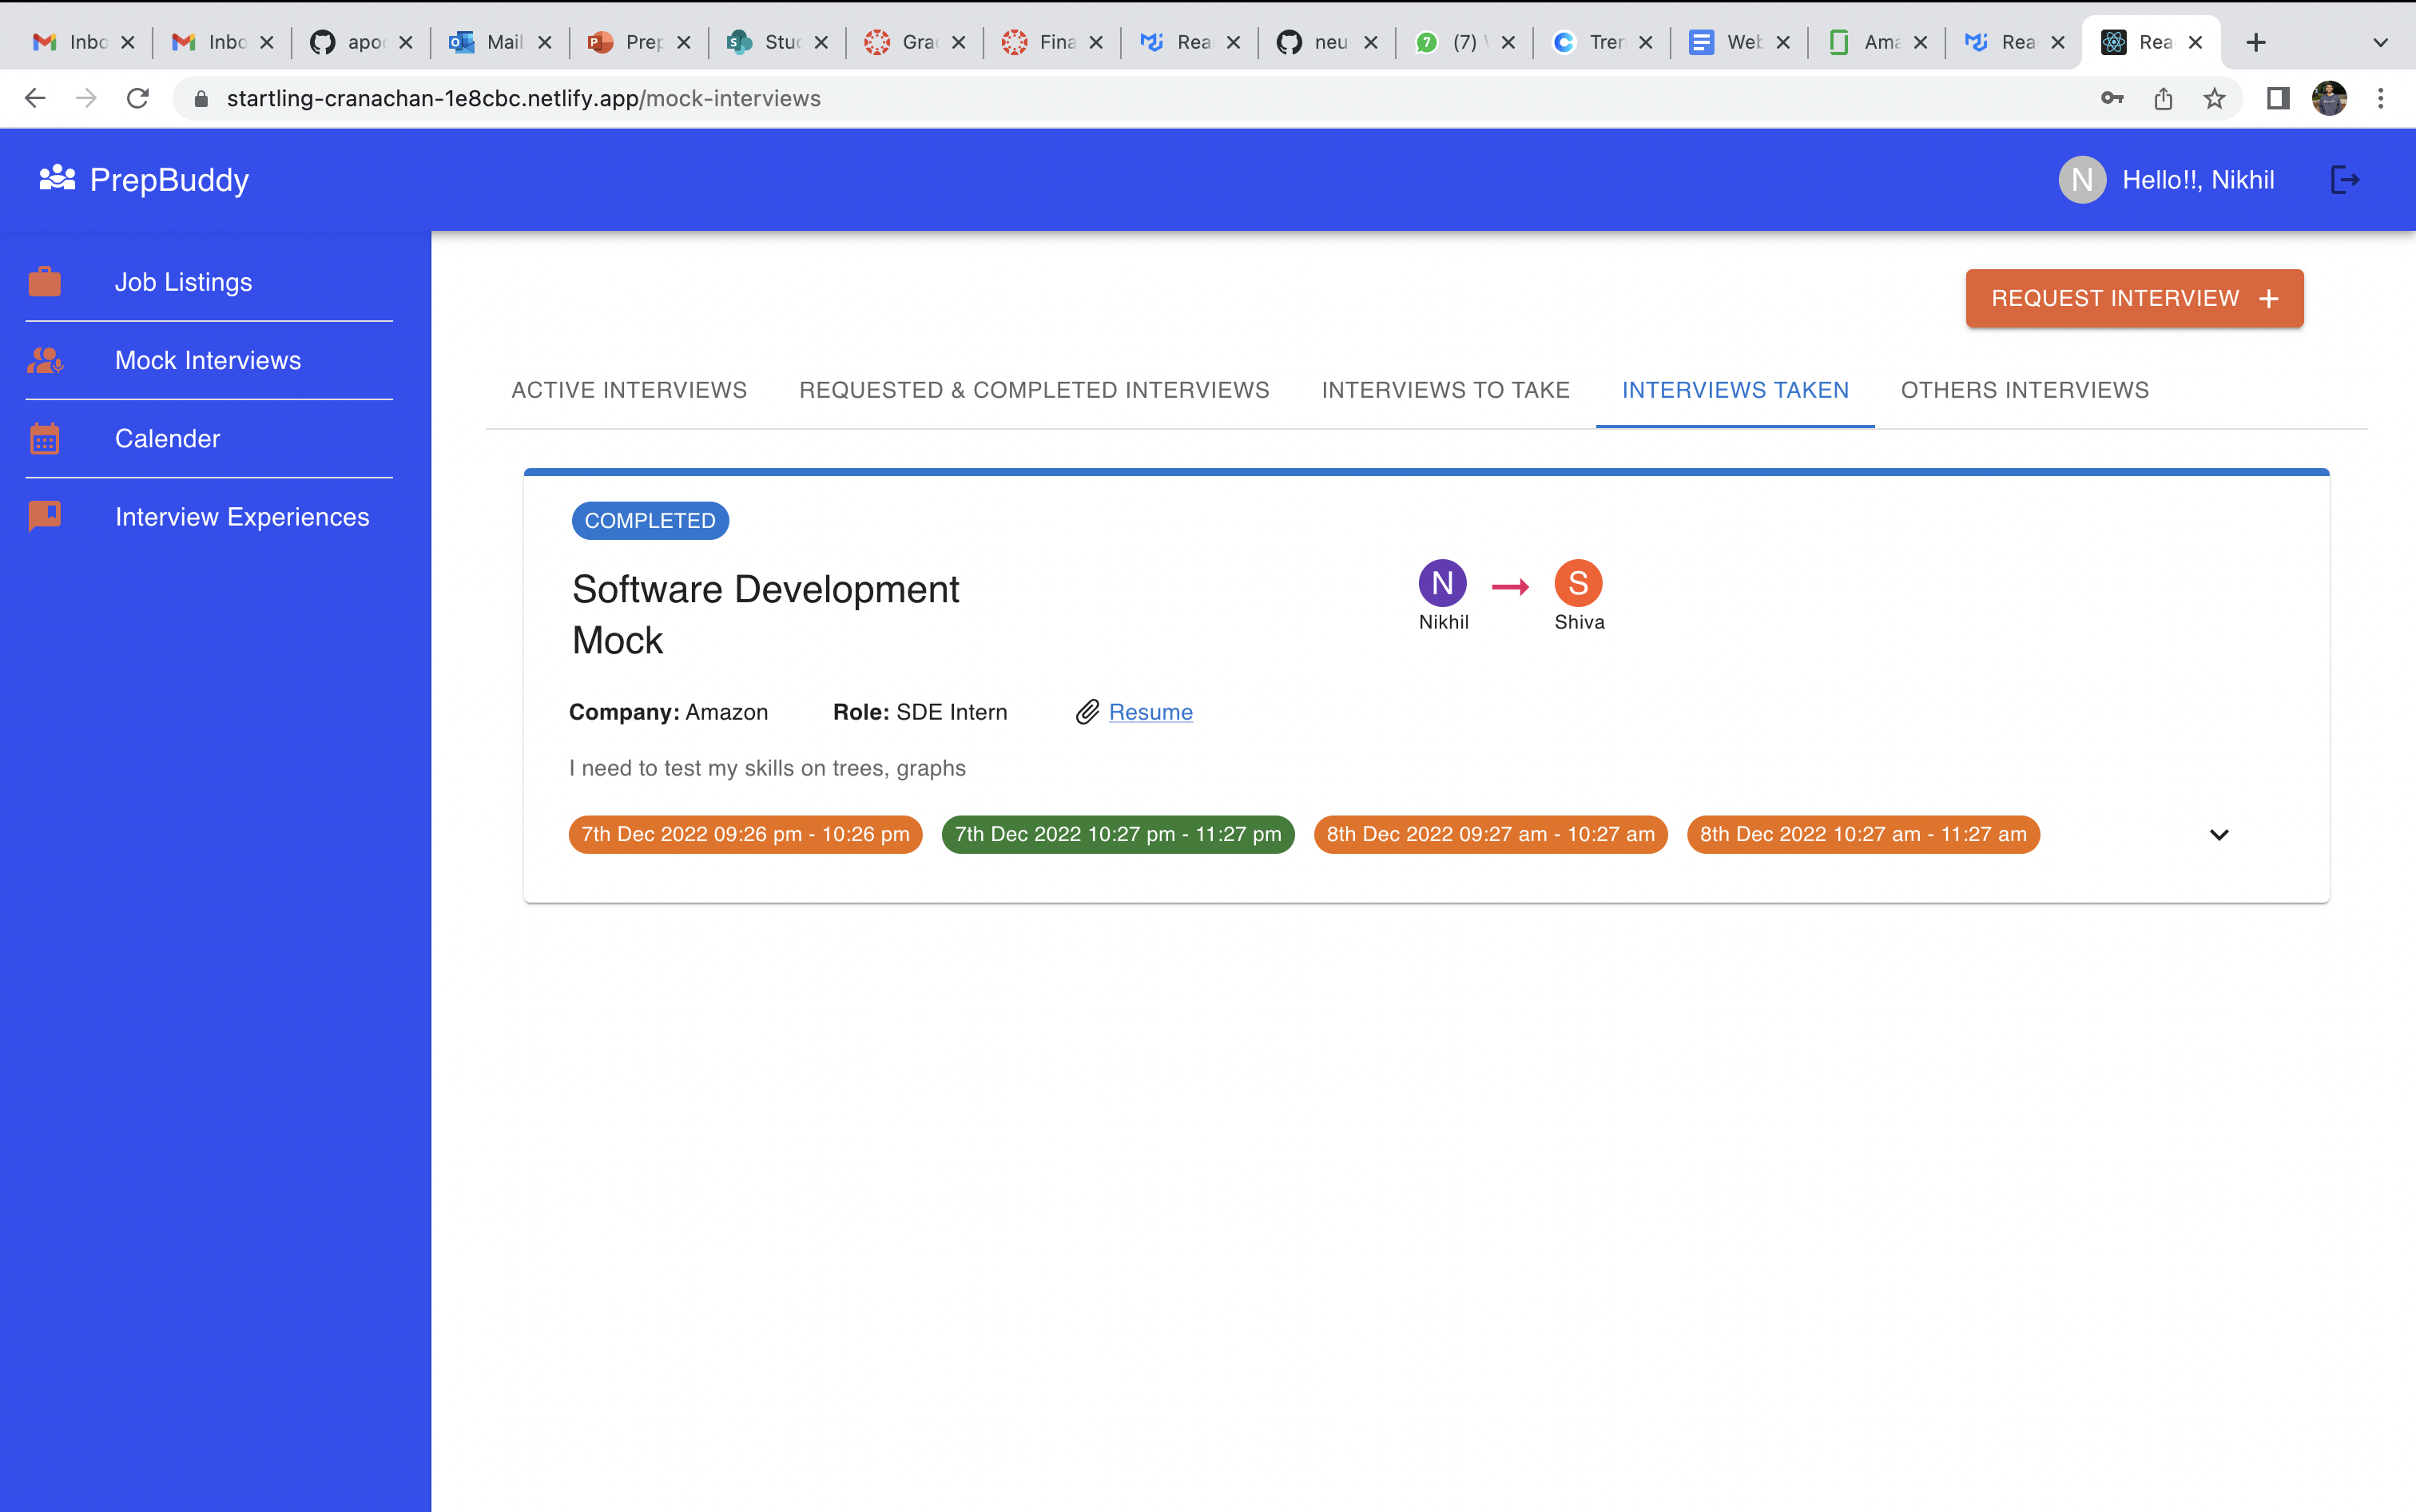 Inbo Inbo apo Mail Prep Stud Grad Fina Rea neu (7) Tren Web Ama Rea Rea
startling-cranachan-1e8cbc.netlify.app/mock-interviews
PrepBuddy
N Hello!!, Nikhil
Job Listings
Mock Interviews
Calender
Interview Experiences
REQUEST INTERVIEW +
ACTIVE INTERVIEWS REQUESTED & COMPLETED INTERVIEWS INTERVIEWS TO TAKE INTERVIEWS TAKEN OTHERS INTERVIEWS
COMPLETED
Software Development
Mock
N S
Nikhil Shiva
Company: Amazon Role: SDE Intern Resume
I need to test my skills on trees, graphs
7th Dec 2022 09:26 pm - 10:26 pm 7th Dec 2022 10:27 pm - 11:27 pm 8th Dec 2022 09:27 am - 10:27 am 8th Dec 2022 10:27 am - 11:27 am